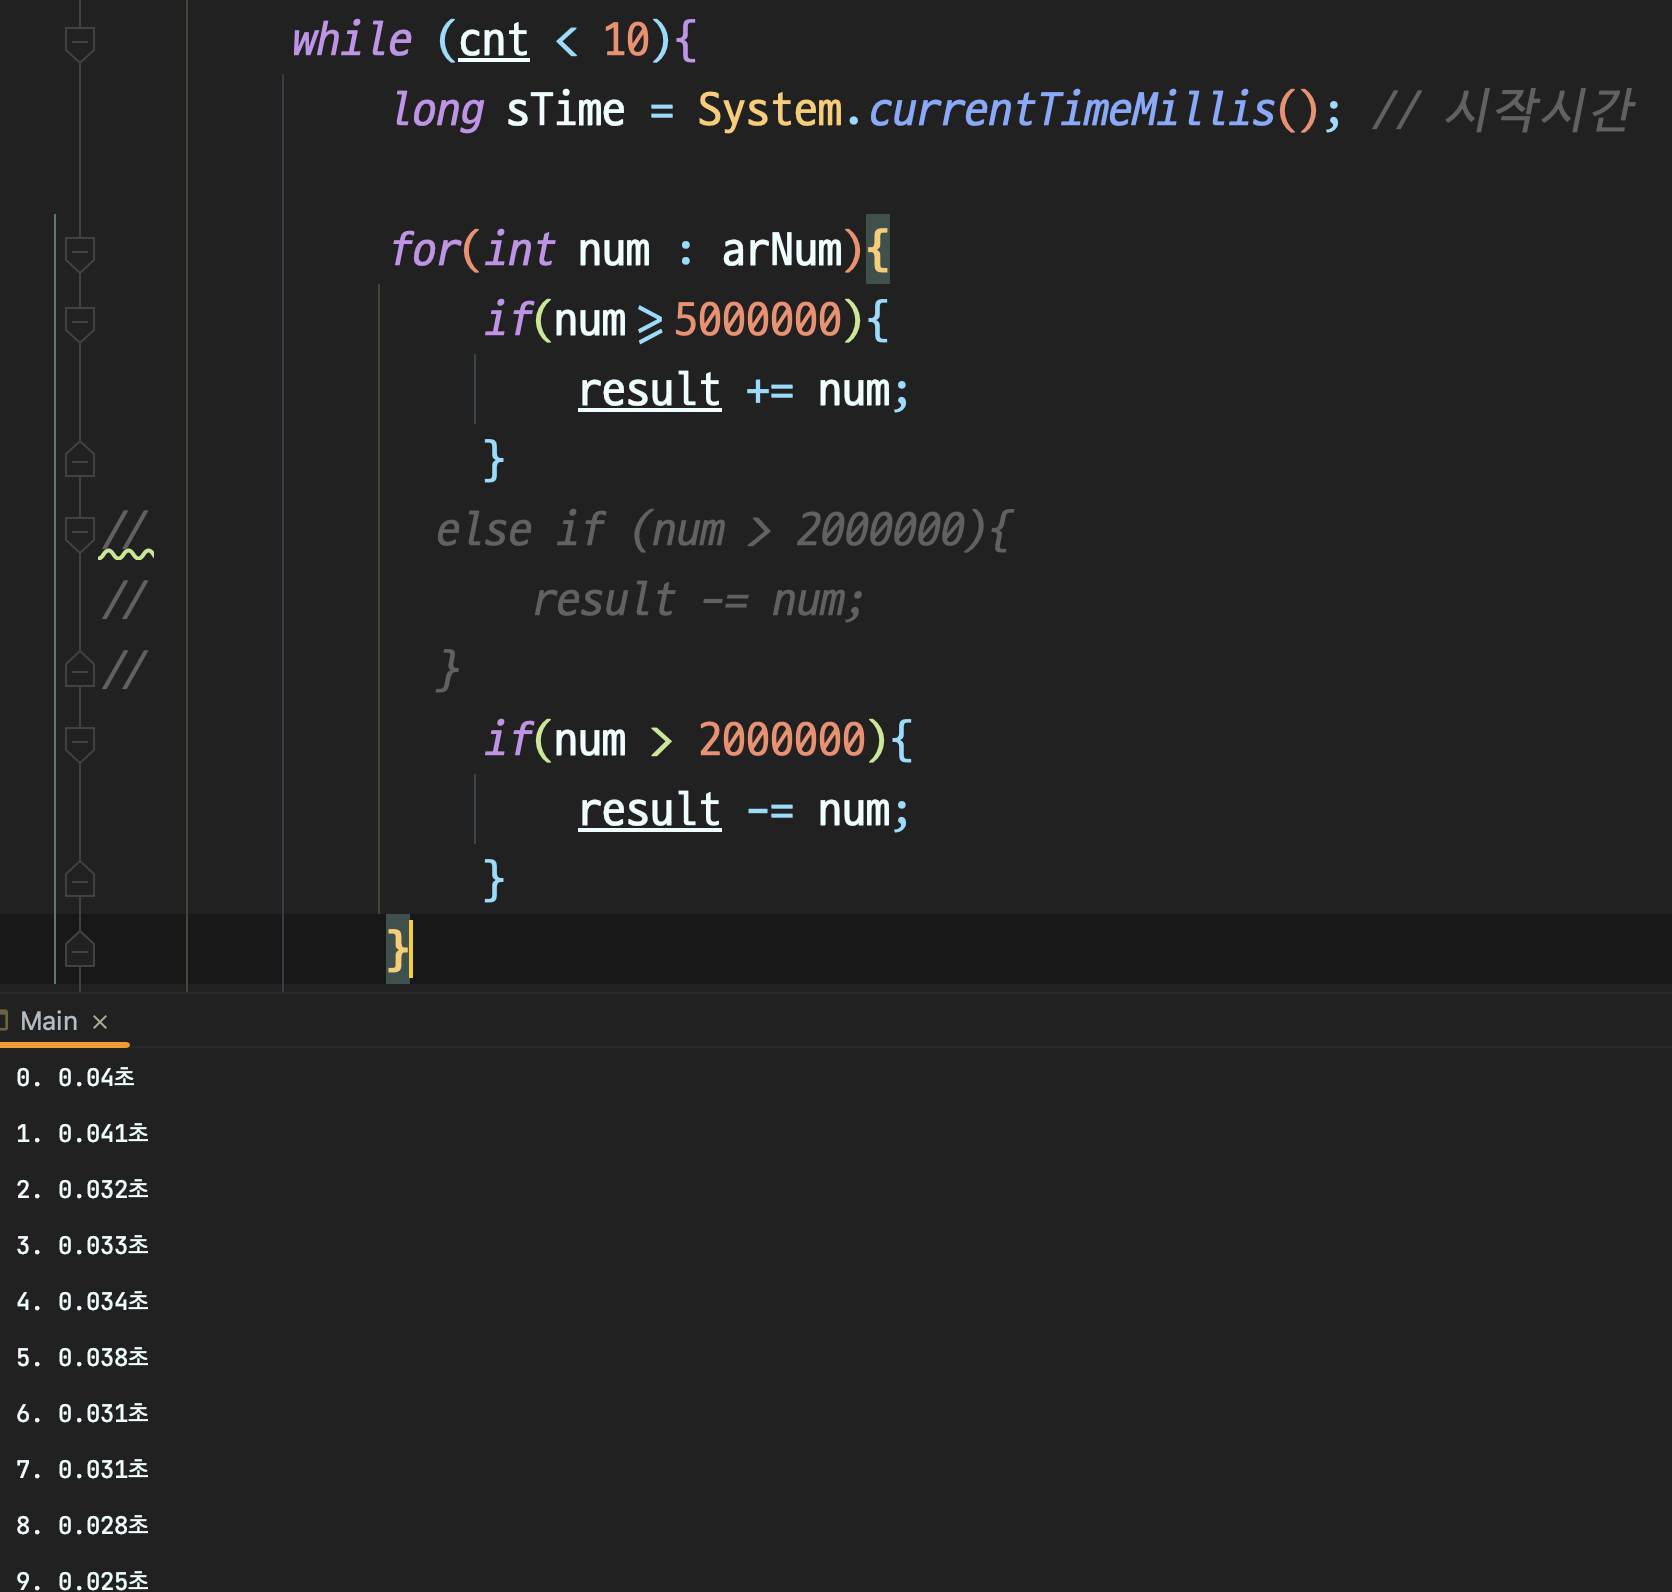 while (cnt < 10){
long sTime = System.currentTimeMillis(); // 시작시간
for(int num : arNum){
if(num>=5000000){
result += num;
}
// else if (num > 2000000){
// result -= num;
// }
if(num > 2000000){
result -= num;
}
}
Main ×
0. 0.04초
1. 0.041초
2. 0.032초
3. 0.033초
4. 0.034초
5. 0.038초
6. 0.031초
7. 0.031초
8. 0.028초
9. 0.025초